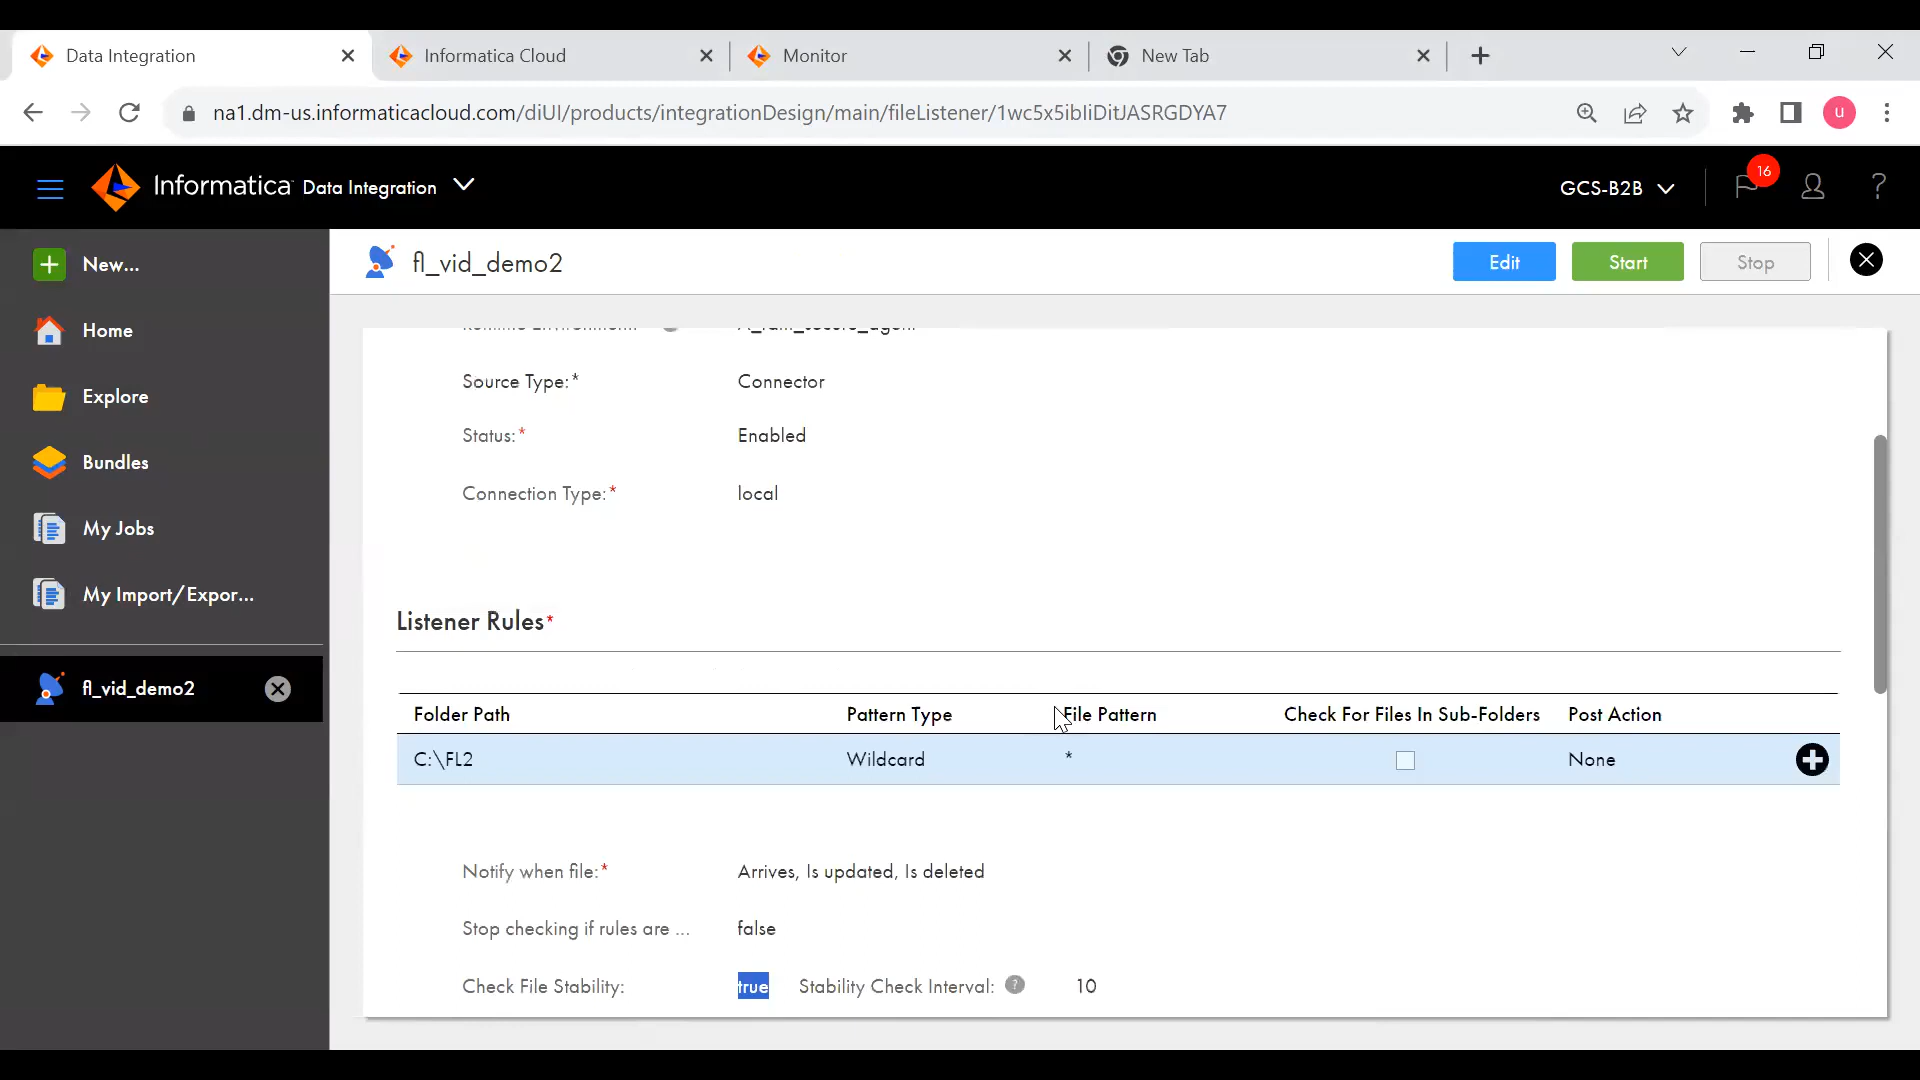 Data Integration
Informatica Cloud
Monitor
New Tab
na1.dm-us.informaticacloud.com/diUI/products/integrationDesign/main/fileListener/1wc5x5ibIiDitJASRGDYA7
u
Informatica Data Integration
GCS-B2B
16
?
New...
Home
Explore
Bundles
My Jobs
My Import/Expor...
fl_vid_demo2
fl_vid_demo2
Edit
Start
Stop
Source Type:* Connector
Status:* Enabled
Connection Type:* local
Listener Rules*
Folder Path Pattern Type File Pattern Check For Files In Sub-Folders Post Action
C:\FL2 Wildcard * None
Notify when file:* Arrives, Is updated, Is deleted
Stop checking if rules are ... false
Check File Stability: true Stability Check Interval: ? 10